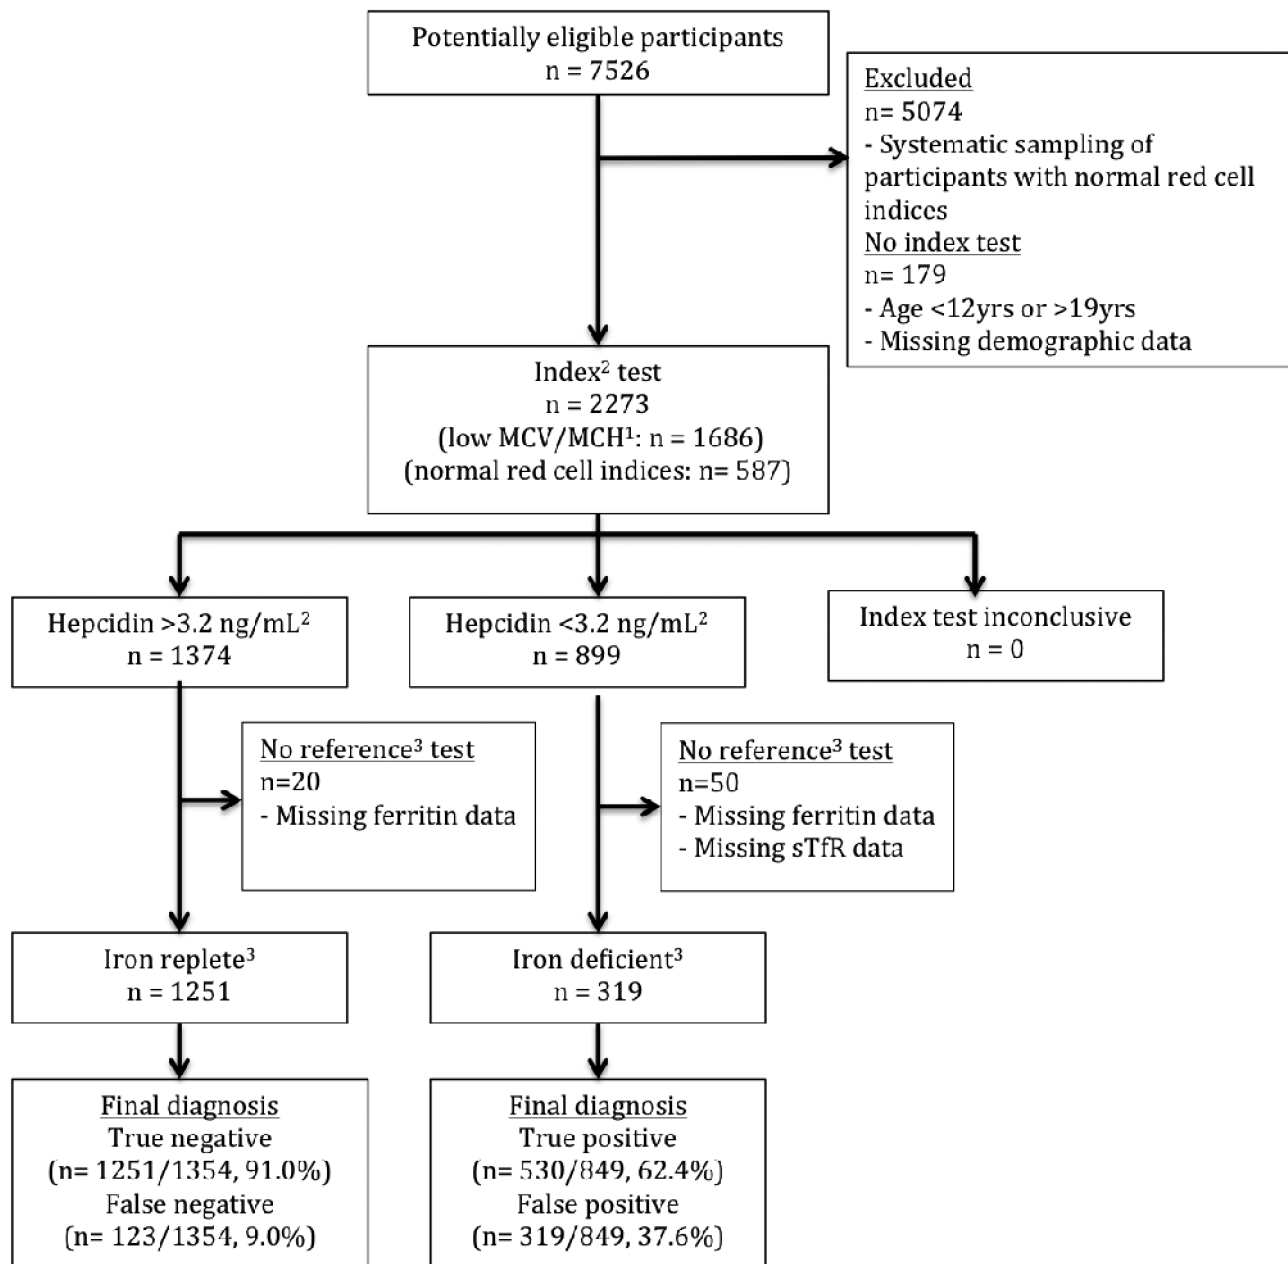 Potentially eligible participants
n = 7526
Excluded
n= 5074
- Systematic sampling of
participants with normal red cell
indices
No index test
n= 179
- Age <12yrs or >19yrs
- Missing demographic data
Index² test
n = 2273
(low MCV/MCH¹: n = 1686)
(normal red cell indices: n= 587)
Hepcidin >3.2 ng/mL²
n = 1374
Hepcidin <3.2 ng/mL²
n = 899
Index test inconclusive
n = 0
No reference³ test
n=20
- Missing ferritin data
No reference³ test
n=50
- Missing ferritin data
- Missing sTfR data
Iron replete³
n = 1251
Iron deficient³
n = 319
Final diagnosis
True negative
(n= 1251/1354, 91.0%)
False negative
(n= 123/1354, 9.0%)
Final diagnosis
True positive
(n= 530/849, 62.4%)
False positive
(n= 319/849, 37.6%)